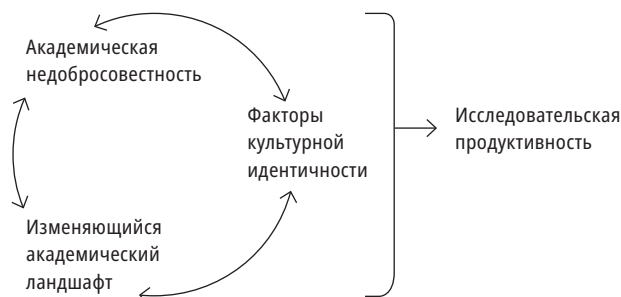 Академическая
недобросовестность
Факторы
культурной
идентичности
Исследовательская
продуктивность
Изменяющийся
академический
ландшафт